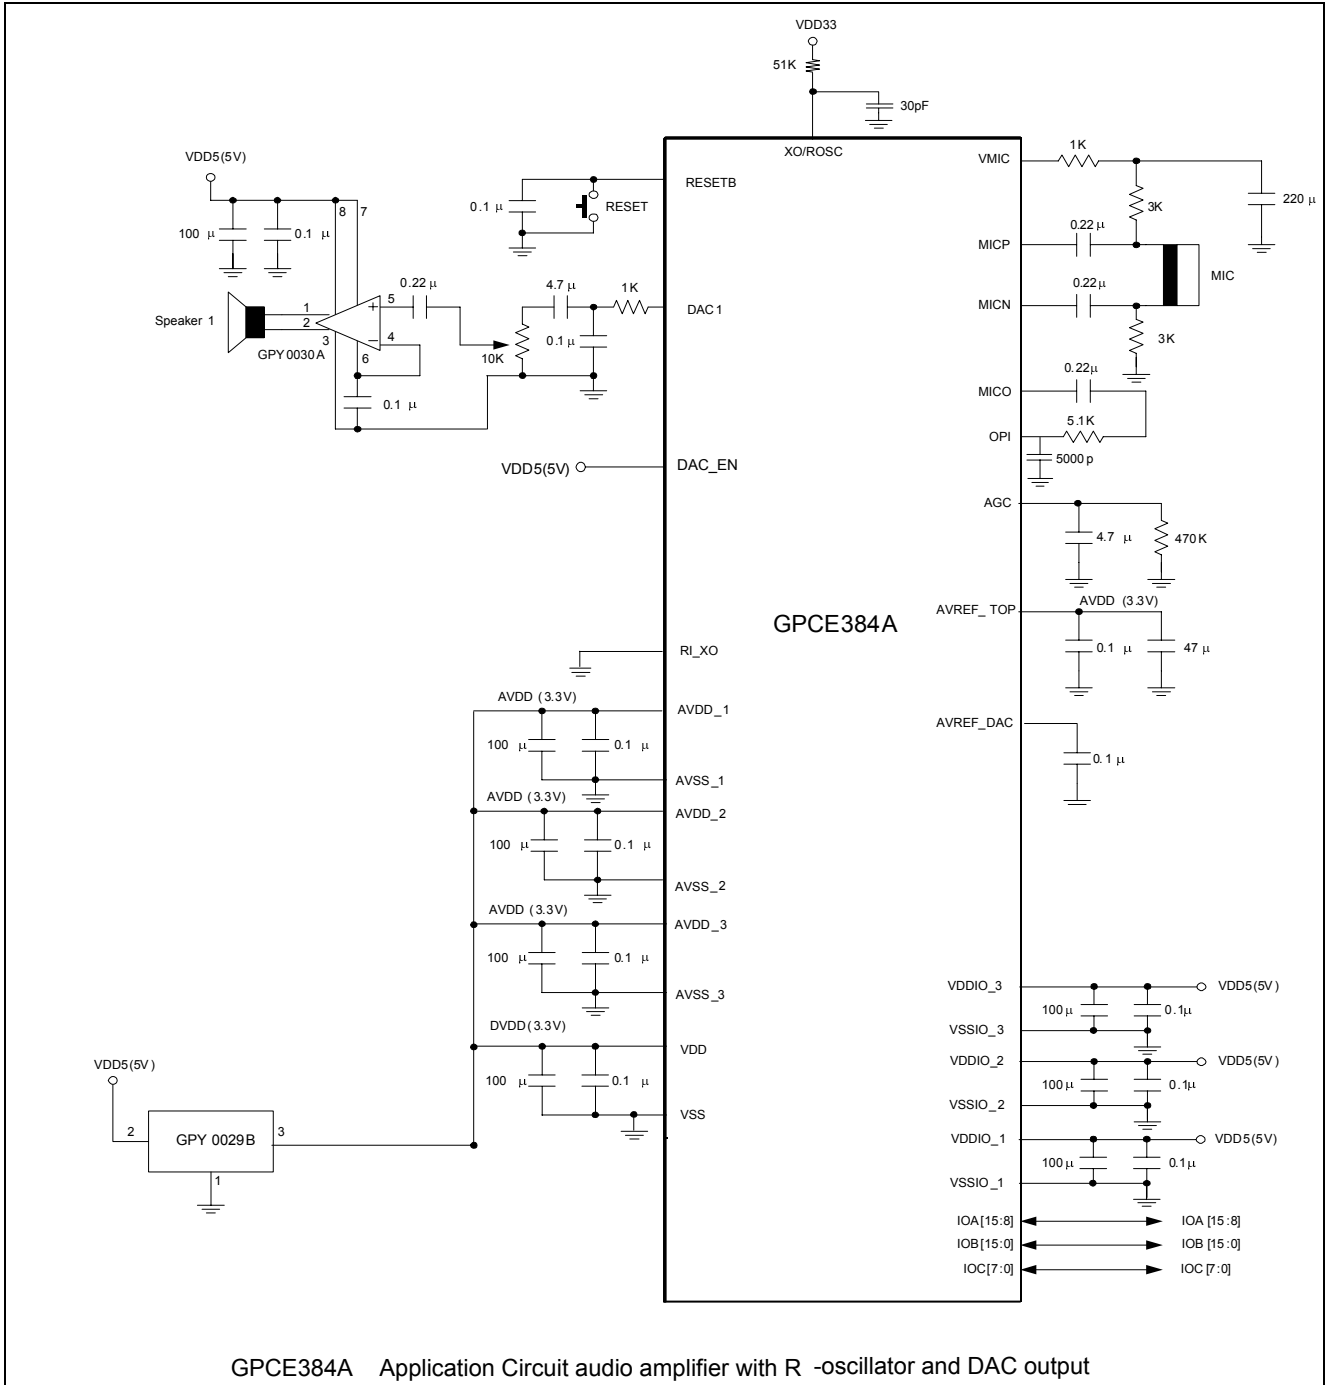 VDD33
51K
30pF
XO/ROSC
VDD5(5V)
100 μ
0.1 μ
8
7
Speaker 1
1
2
3
GPY0030A
+
−
5
4
6
0.22 μ
0.1 μ
10K
4.7 μ
0.1 μ
1K
DAC1
0.1 μ
RESET
RESETB
VDD5(5V)
DAC_EN
RI_XO
AVDD (3.3V)
AVDD_1
100 μ
0.1 μ
AVSS_1
AVDD (3.3V)
AVDD_2
100 μ
0.1 μ
AVSS_2
AVDD (3.3V)
AVDD_3
100 μ
0.1 μ
AVSS_3
DVDD(3.3V)
VDD
100 μ
0.1 μ
VSS
VDD5(5V)
2
GPY 0029B
3
1
GPCE384A
VMIC
1K
3K
220 μ
MICP
0.22 μ
MIC
MICN
0.22 μ
3K
MICO
0.22μ
OPI
5.1K
5000p
AGC
4.7 μ
470K
AVREF_TOP
AVDD (3.3V)
0.1 μ
47 μ
AVREF_DAC
0.1 μ
VDDIO_3
VDD5(5V)
100μ
0.1μ
VSSIO_3
VDDIO_2
VDD5(5V)
100μ
0.1μ
VSSIO_2
VDDIO_1
VDD5(5V)
100μ
0.1μ
VSSIO_1
IOA[15:8]
IOA [15:8]
IOB[15:0]
IOB [15:0]
IOC[7:0]
IOC [7:0]
GPCE384A Application Circuit audio amplifier with R -oscillator and DAC output